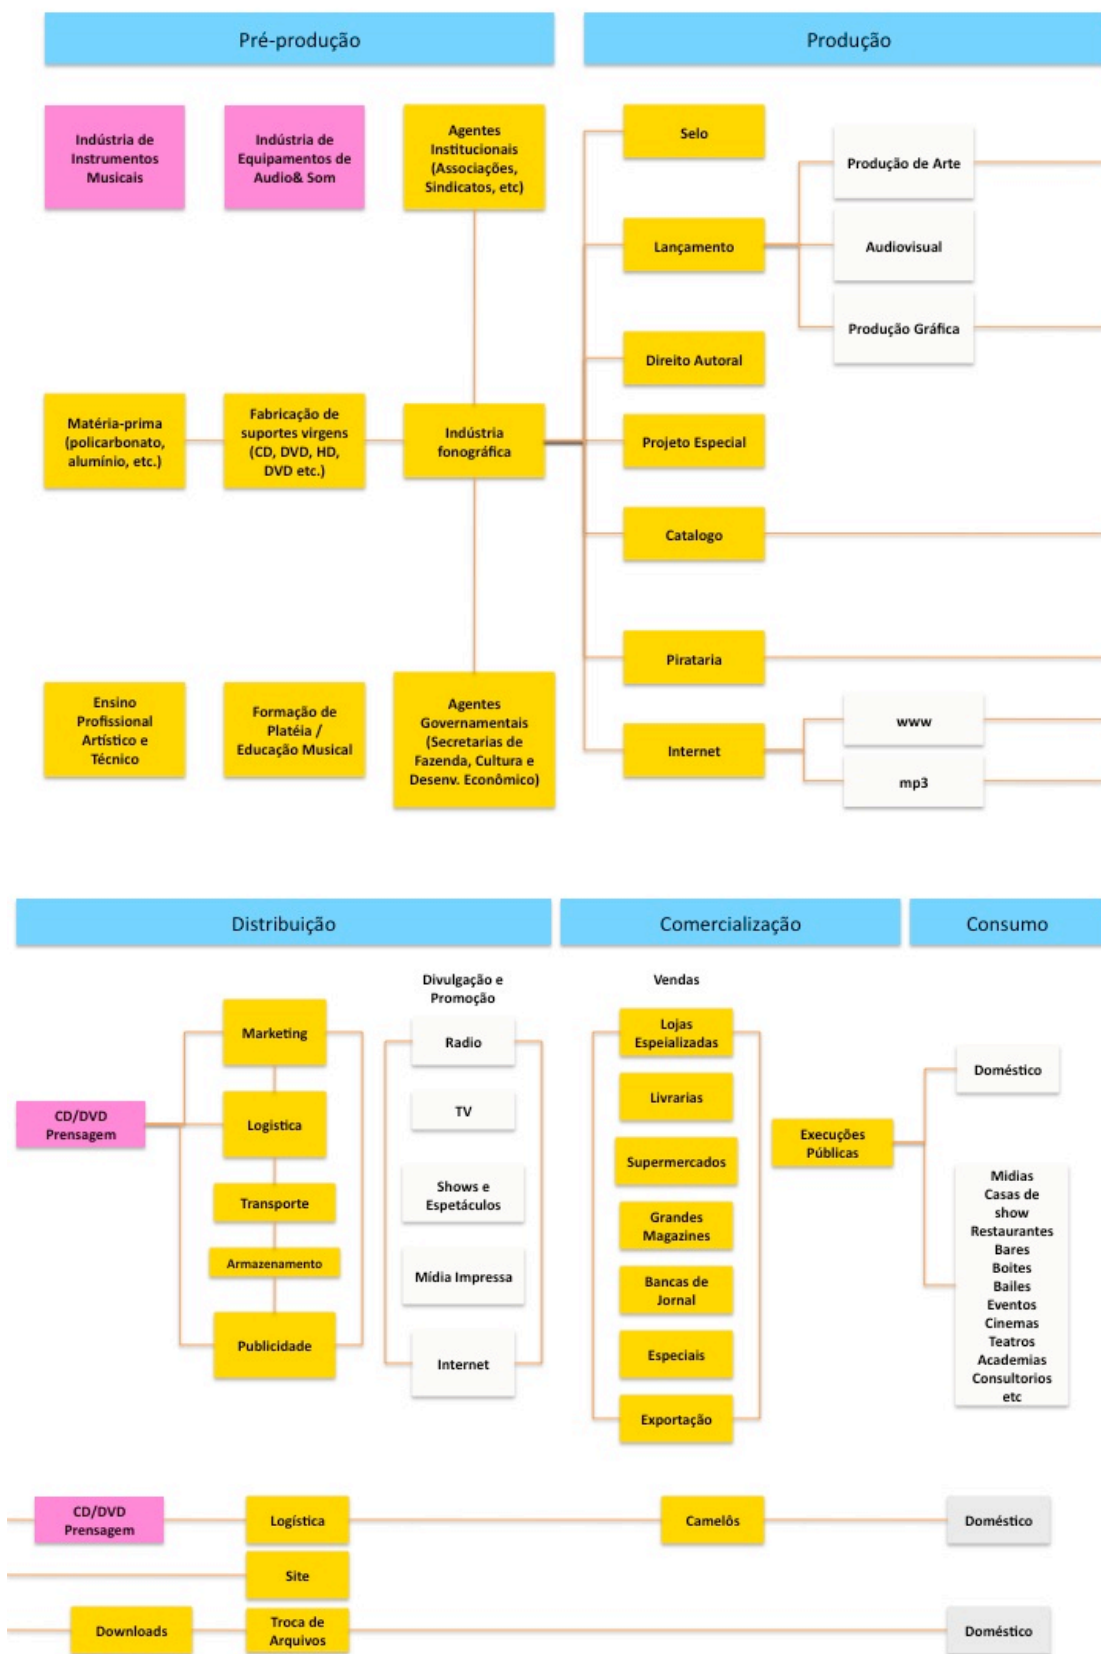 Pré-produção
Produção
Indústria de
Instrumentos
Musicais
Indústria de
Equipamentos de
Audio& Som
Agentes
Institucionais
(Associações,
Sindicatos, etc)
Selo
Produção de Arte
Lançamento
Audiovisual
Produção Gráfica
Direito Autoral
Matéria-prima
(policarbonato,
alumínio, etc.)
Fabricação de
suportes virgens
(CD, DVD, HD,
DVD etc.)
Indústria
fonográfica
Projeto Especial
Catalogo
Pirataria
Ensino
Profissional
Artístico e
Técnico
Formação de
Platéia /
Educação Musical
Agentes
Governamentais
(Secretarias de
Fazenda, Cultura e
Desenv. Econômico)
Internet
www
mp3
Distribuição
Comercialização
Consumo
Divulgação e
Promoção
Vendas
CD/DVD
Prensagem
Marketing
Logistica
Transporte
Armazenamento
Publicidade
Radio
TV
Shows e
Espetáculos
Mídia Impressa
Internet
Lojas
Espeializadas
Livrarias
Supermercados
Grandes
Magazines
Bancas de
Jornal
Especiais
Exportação
Execuções
Públicas
Doméstico
Midias
Casas de
show
Restaurantes
Bares
Boites
Bailes
Eventos
Cinemas
Teatros
Academias
Consultorios
etc
CD/DVD
Prensagem
Logística
Camelôs
Doméstico
Site
Downloads
Troca de
Arquivos
Doméstico